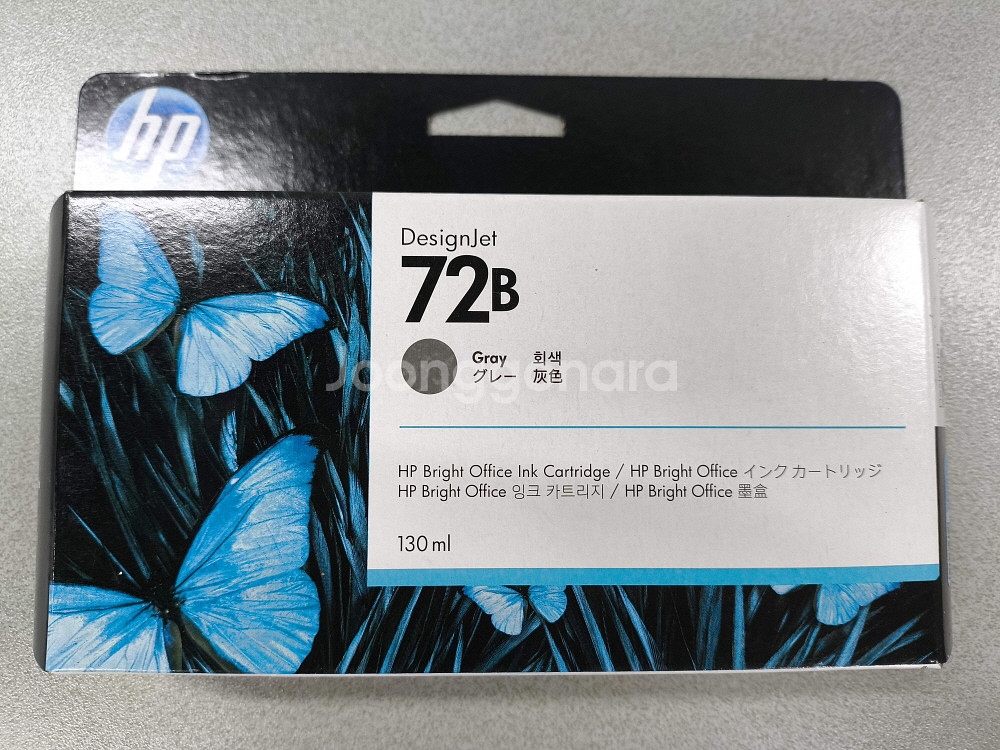 hp
DesignJet
72B
Gray 회색
グレー 灰色
Joonggonara
HP Bright Office Ink Cartridge / HP Bright Office インク カートリッジ
HP Bright Office 잉크 카트리지 / HP Bright Office 墨盒
130 ml